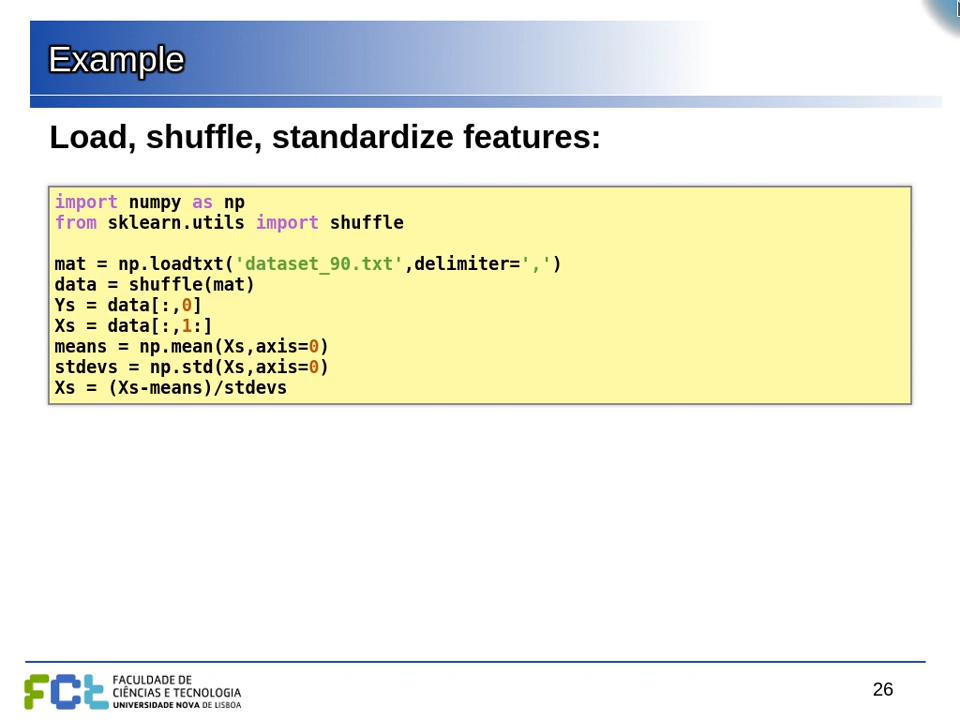 Example
Load, shuffle, standardize features:
import numpy as np
from sklearn.utils import shuffle
mat = np.loadtxt('dataset_90.txt',delimiter=',')
data = shuffle(mat)
Ys = data[:,0]
Xs = data[:,1:]
means = np.mean(Xs,axis=0)
stdevs = np.std(Xs,axis=0)
Xs = (Xs-means)/stdevs
FCt
FACULDADE DE
CIÊNCIAS E TECNOLOGIA
UNIVERSIDADE NOVA DE LISBOA
26